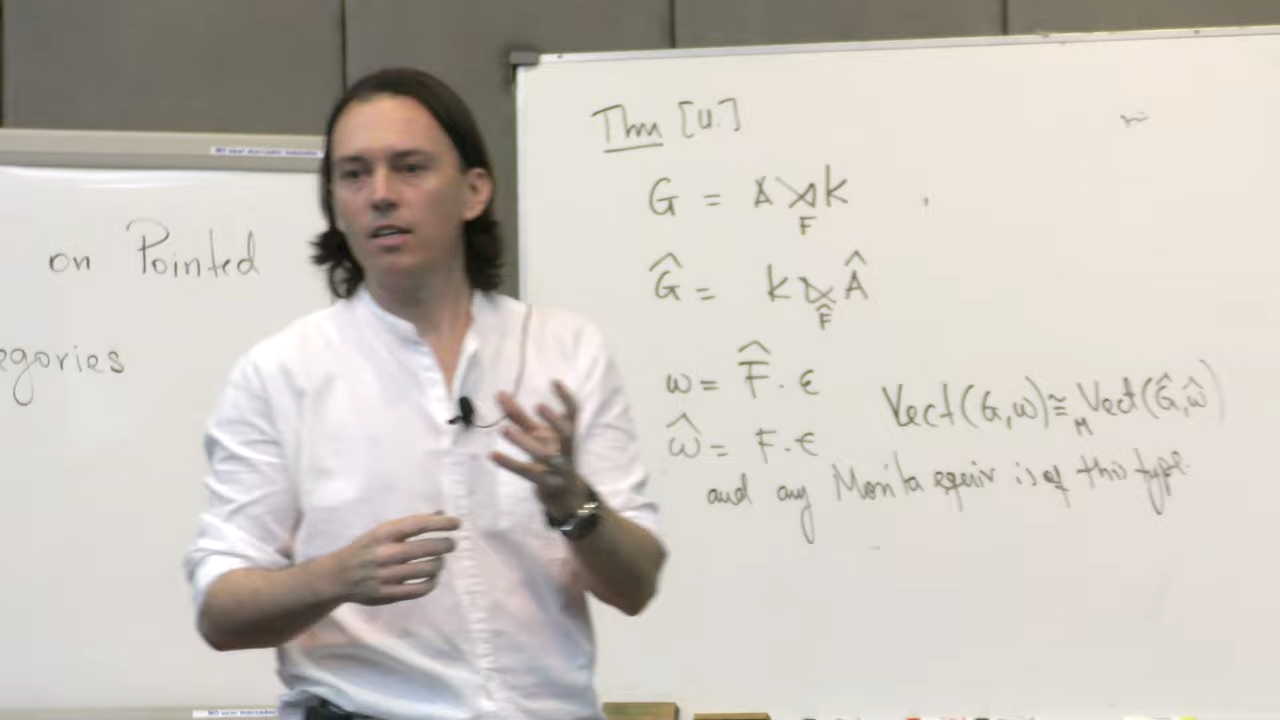 on Pointed
egories
Thm [U.]
G = A ⋊_F K
Ĝ = K ⋉_F̂ Â
ω = F̂ · ϵ
ω̂ = F · ϵ
Vect(G,ω) ≅_M Vect(Ĝ,ω̂)
and any Morita equiv is of this type.